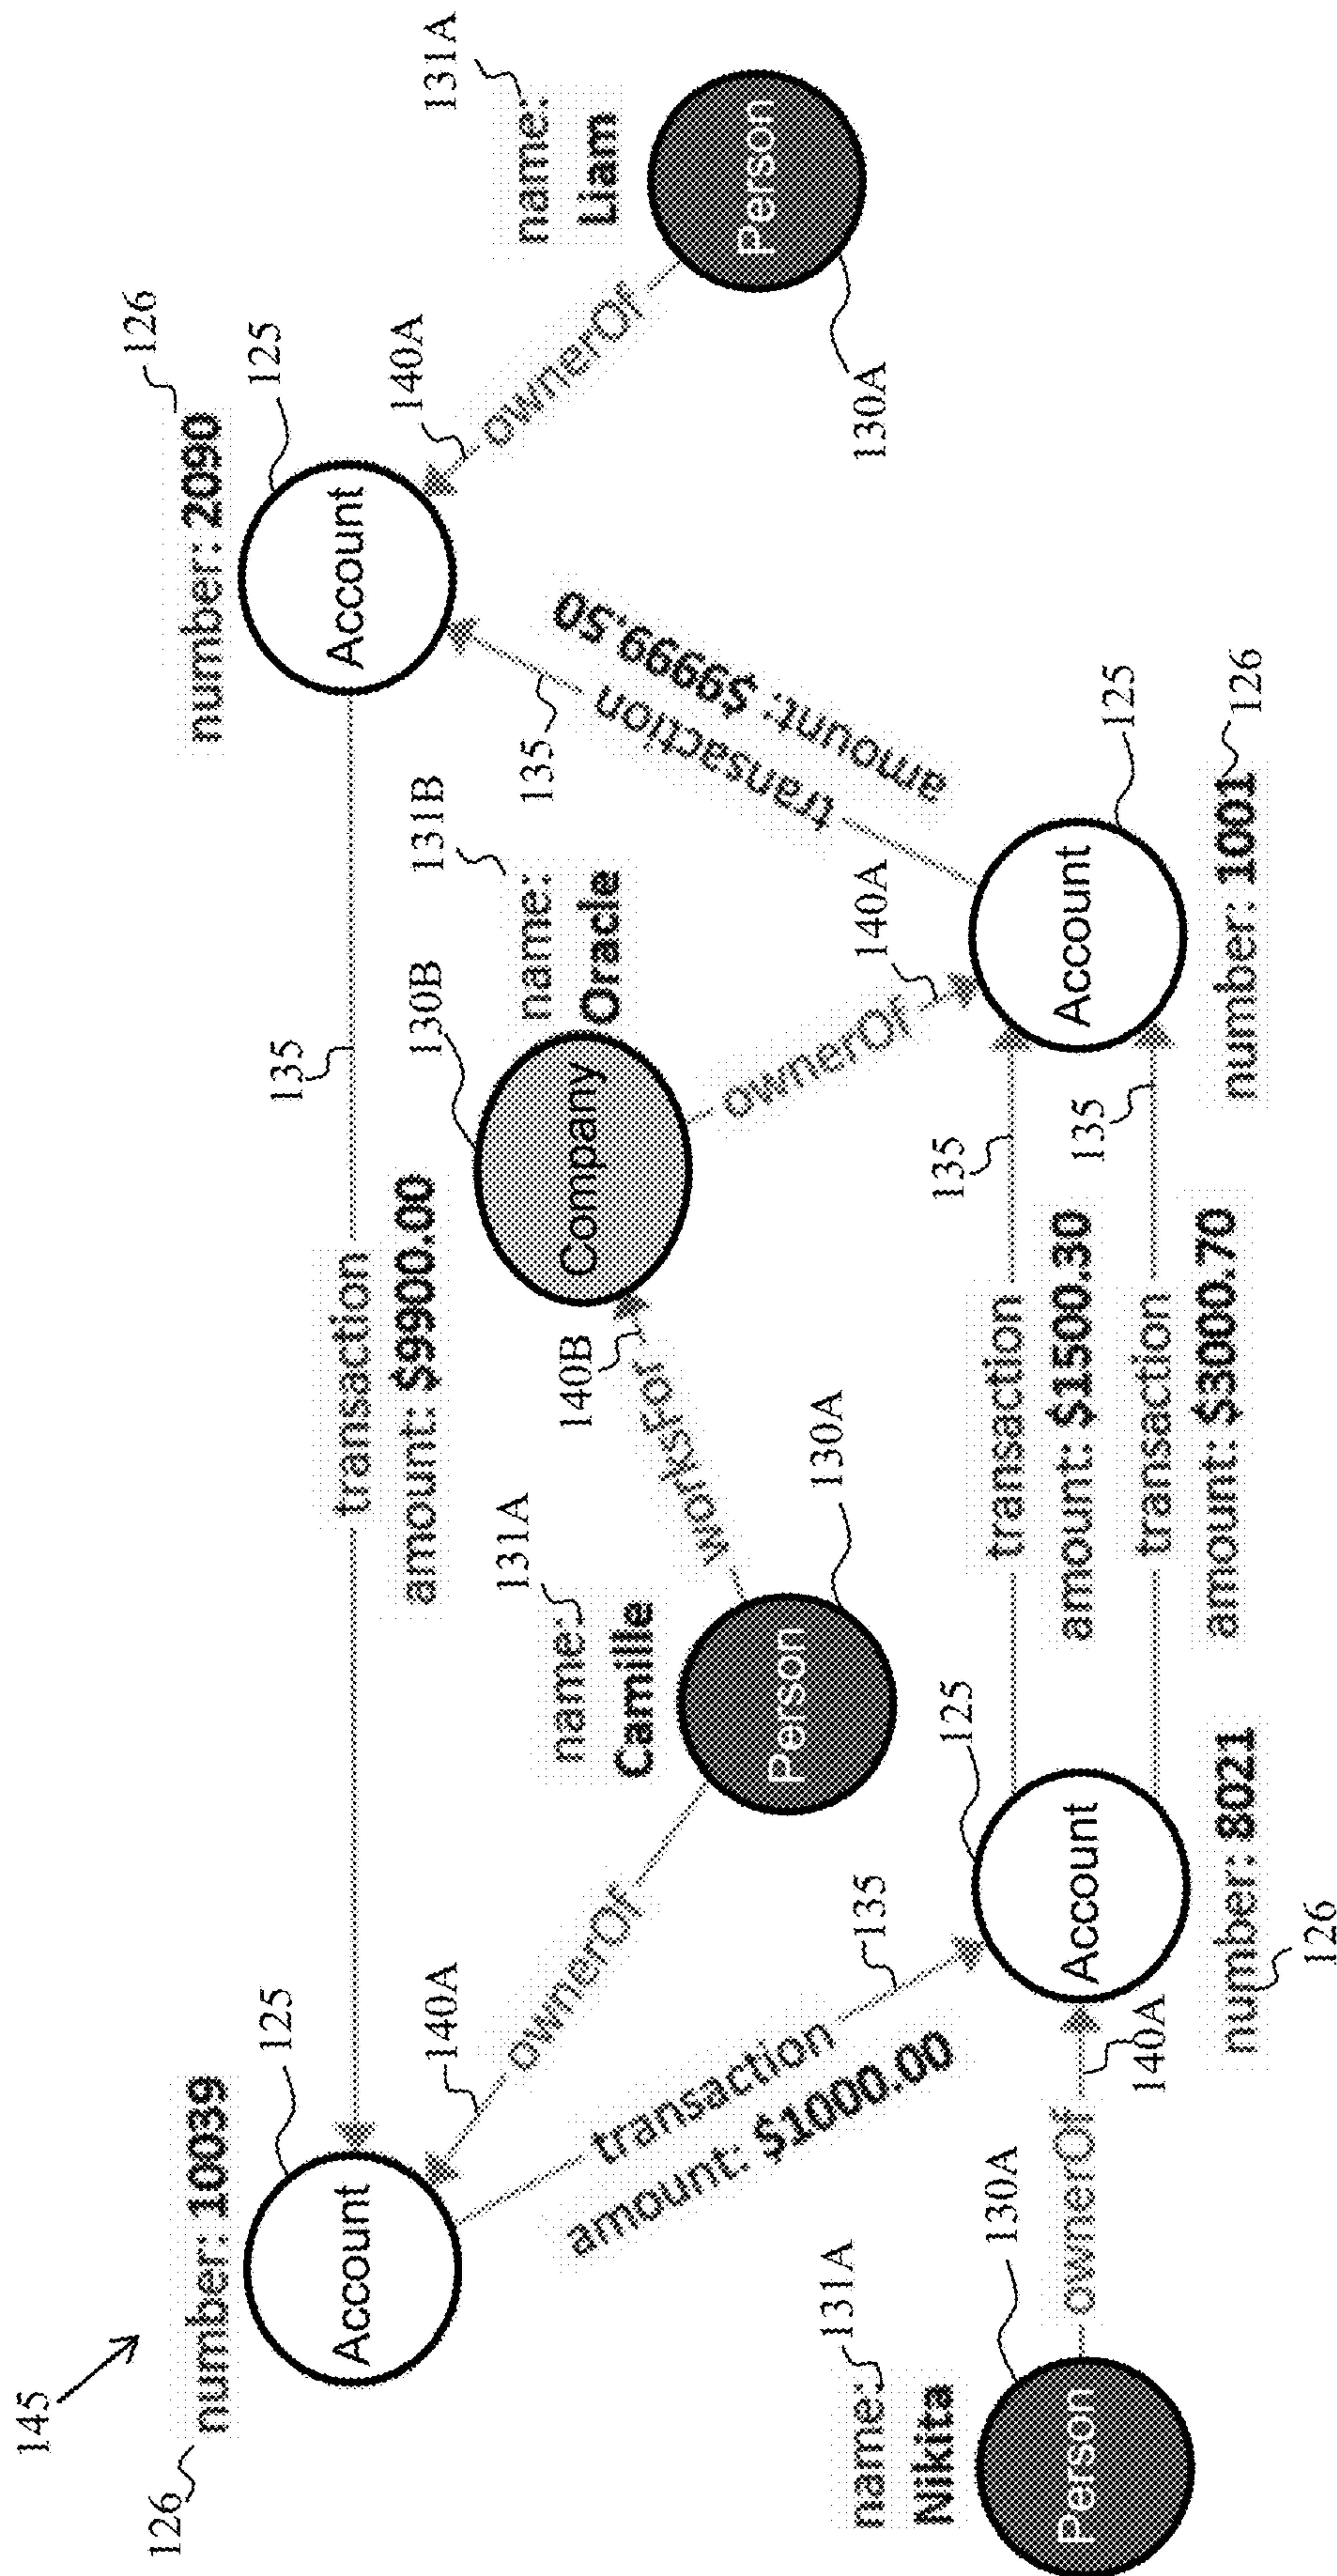 145
126
number: 10039
125
Account
135
transaction
amount: $9900.00
126
number: 2090
125
Account
140A
ownerOf
140A
ownerOf
130B
Company
131B
name:
Oracle
131A
name:
Liam
Person
130A
131A
name:
Camille
Person
130A
140B
worksFor
135
transaction
amount: $9999.50
transaction
amount: $1000.00
135
140A
ownerOf
131A
name:
Nikita
130A
Person
ownerOf
140A
125
Account
number: 8021
126
135
transaction
amount: $1500.30
135
transaction
amount: $3000.70
125
Account
number: 1001
126